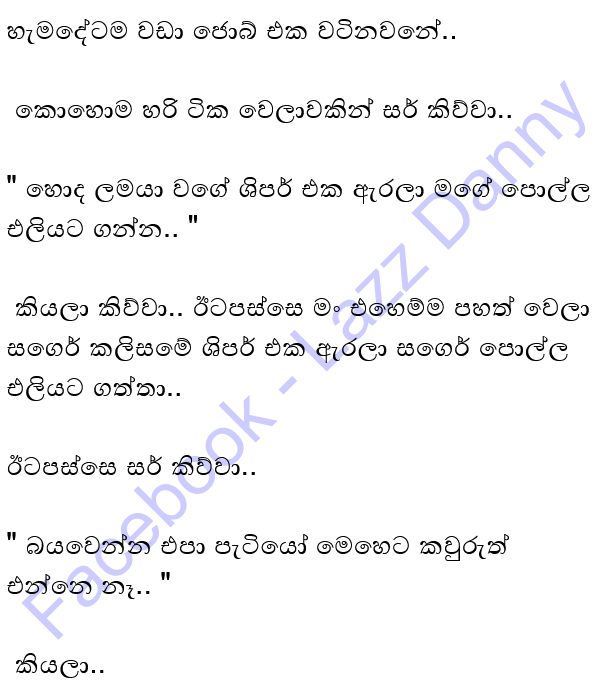 හැමදේටම වඩා ජොබ් එක වටිනවනේ..
කොහොම හරි ටික වෙලාවකින් සර් කිව්වා..
" හොද ලමයා වගේ ශිපර් එක ඇරලා මගේ පොල්ල
එලියට ගන්න.. "
කියලා කිව්වා.. ඊටපස්සෙ මං එහෙම්ම පහත් වෙලා
සගෙර් කලිසමේ ශිපර් එක ඇරලා සගෙර් පොල්ල
එලියට ගත්තා..
ඊටපස්සෙ සර් කිව්වා..
" බයවෙන්න එපා පැටියෝ මෙහෙට කවුරුත්
එන්නෙ නෑ.. "
කියලා..
Facebook - Lazz Danny